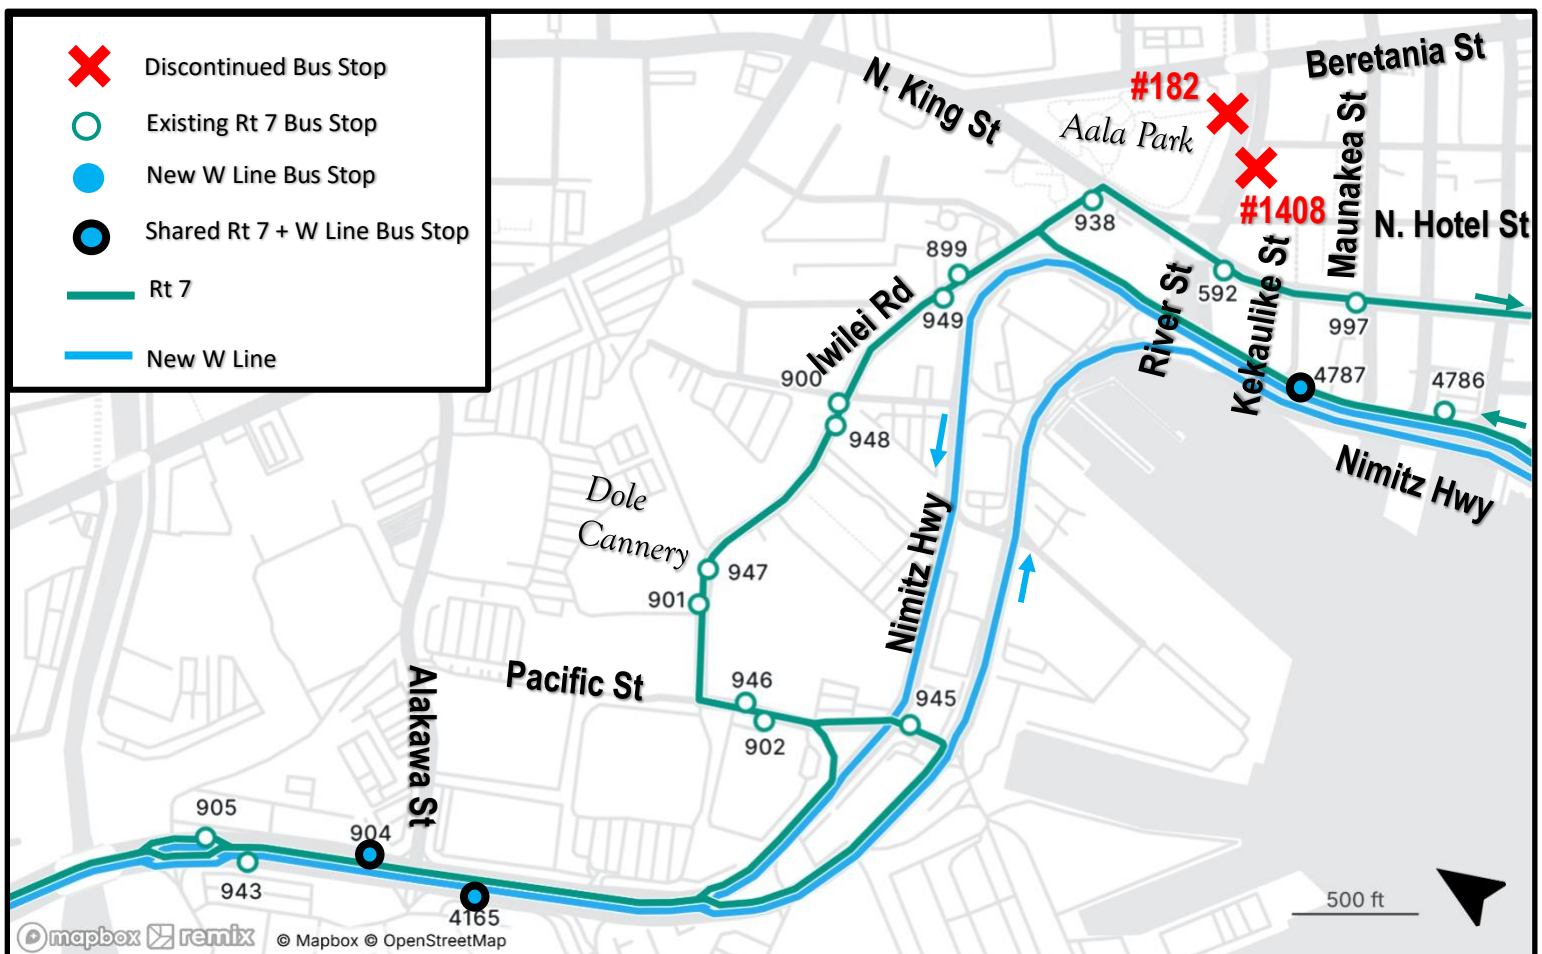 Discontinued Bus Stop
Existing Rt 7 Bus Stop
New W Line Bus Stop
Shared Rt 7 + W Line Bus Stop
Rt 7
New W Line
Beretania St
N. King St
#182
Aala Park
Maunakea St
#1408
N. Hotel St
938
899
949
592
River St
Kekaulike St
997
Iwilei Rd
900
948
4787
4786
Nimitz Hwy
Dole
Cannery
Nimitz Hwy
947
901
Pacific St
946
945
902
Alakawa St
905
904
943
4165
500 ft
mapbox remix © Mapbox © OpenStreetMap